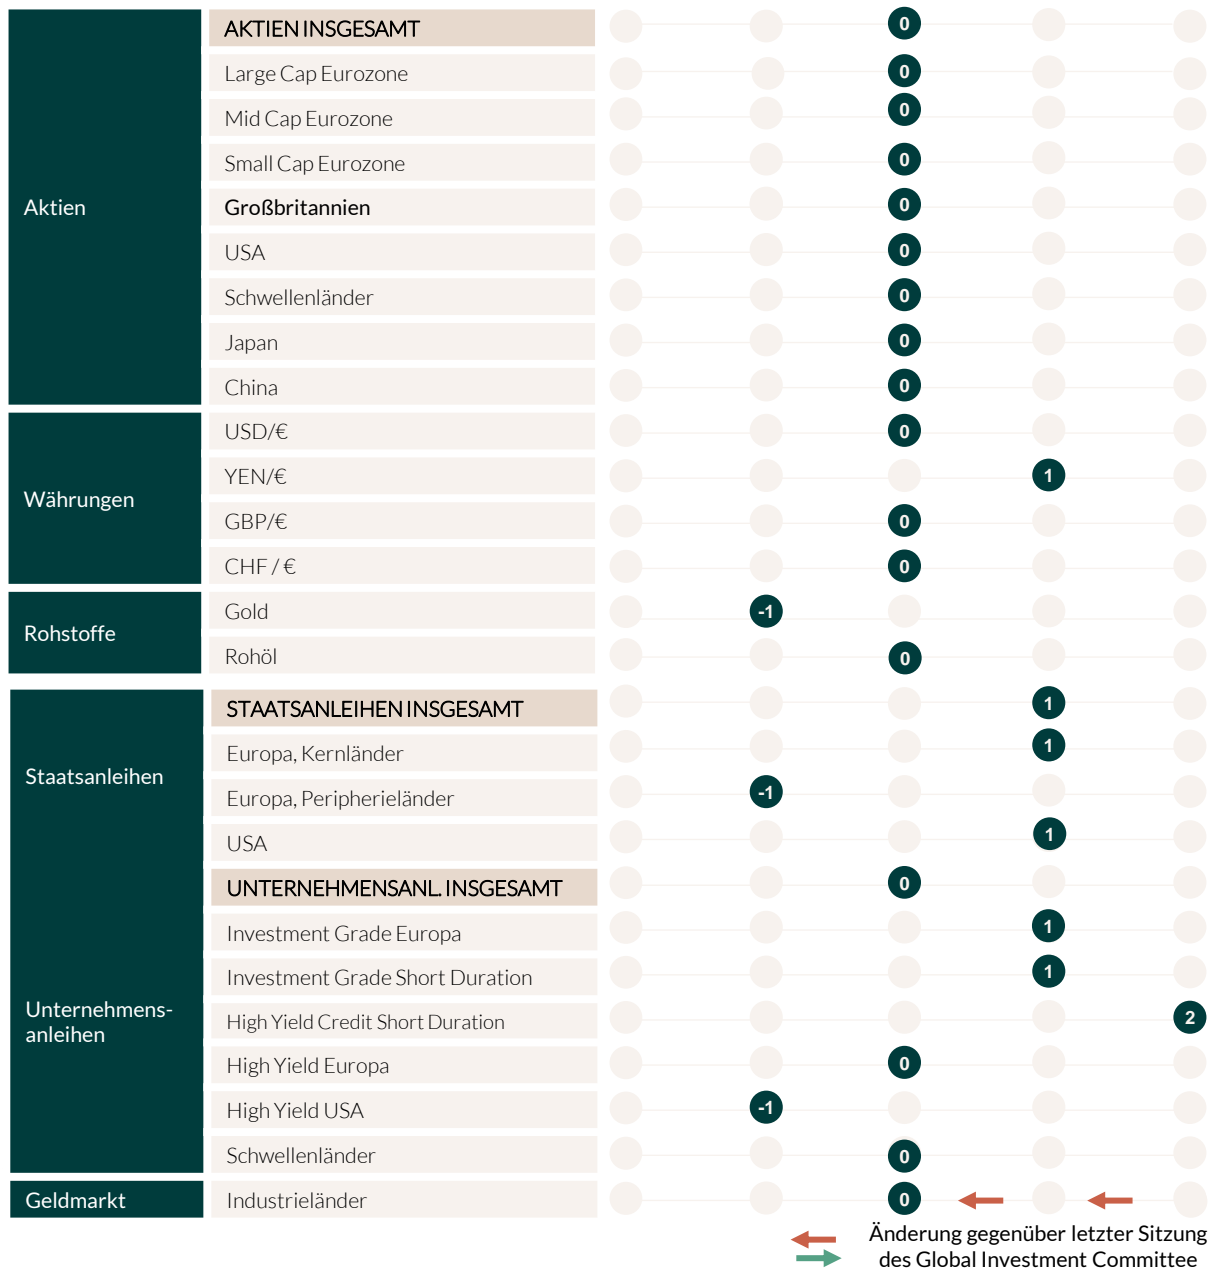 Aktien
AKTIEN INSGESAMT 0
Large Cap Eurozone 0
Mid Cap Eurozone 0
Small Cap Eurozone 0
Großbritannien 0
USA 0
Schwellenländer 0
Japan 0
China 0
Währungen
USD/€ 0
YEN/€ 1
GBP/€ 0
CHF / € 0
Rohstoffe
Gold -1
Rohöl 0
Staatsanleihen
STAATSANLEIHEN INSGESAMT 1
Europa, Kernländer 1
Europa, Peripherieländer -1
USA 1
Unternehmens-
anleihen
UNTERNEHMENSANL. INSGESAMT 0
Investment Grade Europa 1
Investment Grade Short Duration 1
High Yield Credit Short Duration 2
High Yield Europa 0
High Yield USA -1
Schwellenländer 0
Geldmarkt
Industrieländer 0
Änderung gegenüber letzter Sitzung
des Global Investment Committee